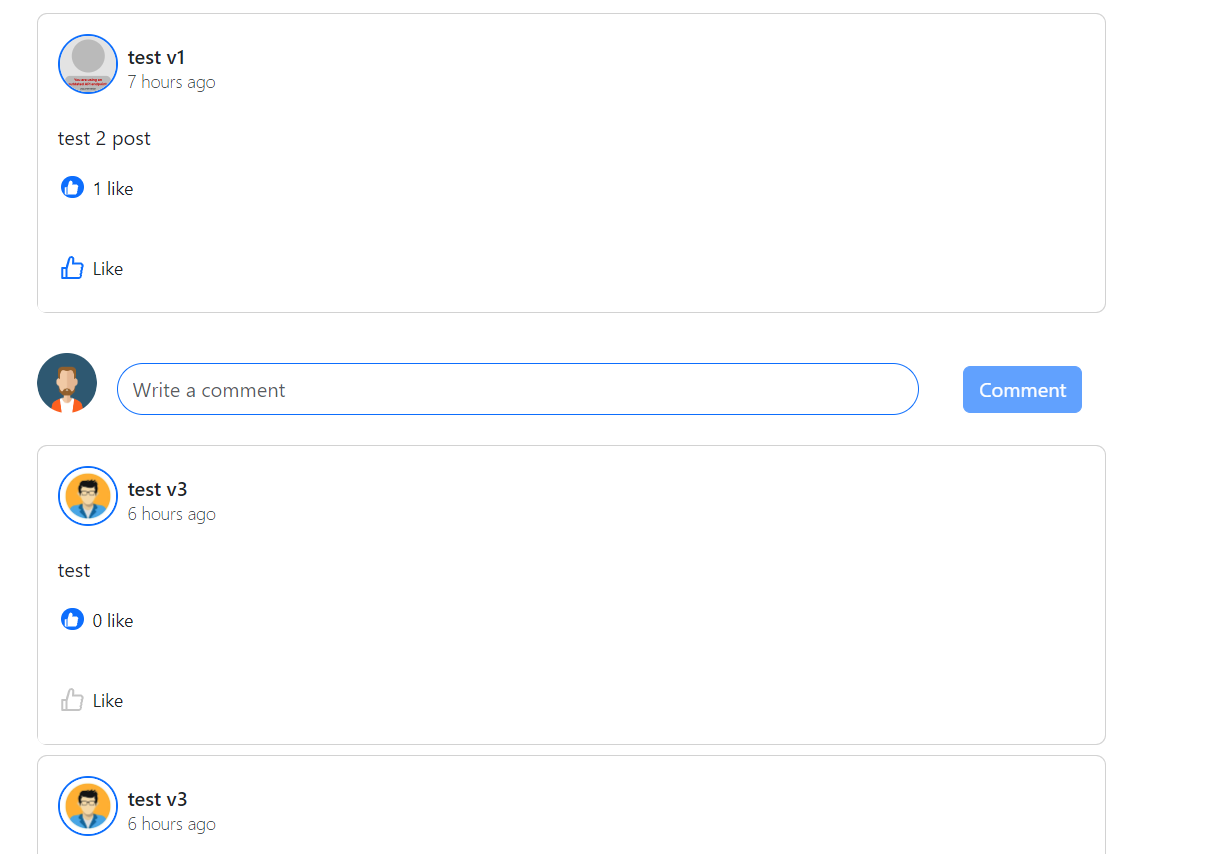 test v1
7 hours ago
test 2 post
1 like
Like
Write a comment
Comment
test v3
6 hours ago
test
0 like
Like
test v3
6 hours ago